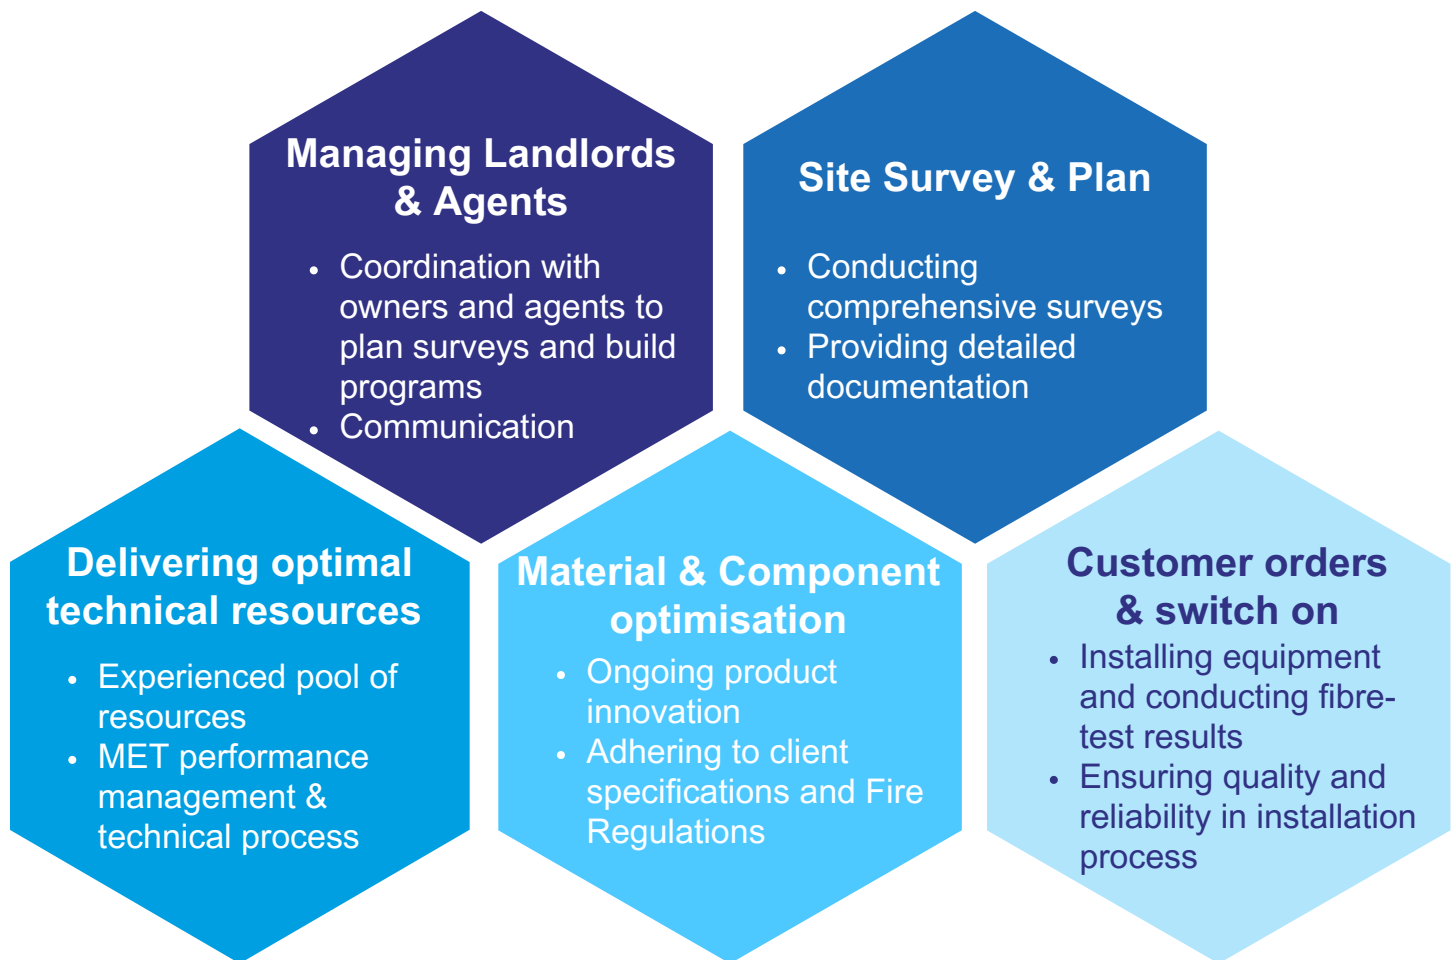 Managing Landlords
& Agents
• Coordination with
owners and agents to
plan surveys and build
programs
• Communication
Site Survey & Plan
• Conducting
comprehensive surveys
• Providing detailed
documentation
Delivering optimal
technical resources
• Experienced pool of
resources
• MET performance
management &
technical process
Material & Component
optimisation
• Ongoing product
innovation
• Adhering to client
specifications and Fire
Regulations
Customer orders
& switch on
• Installing equipment
and conducting fibre-
test results
• Ensuring quality and
reliability in installation
process